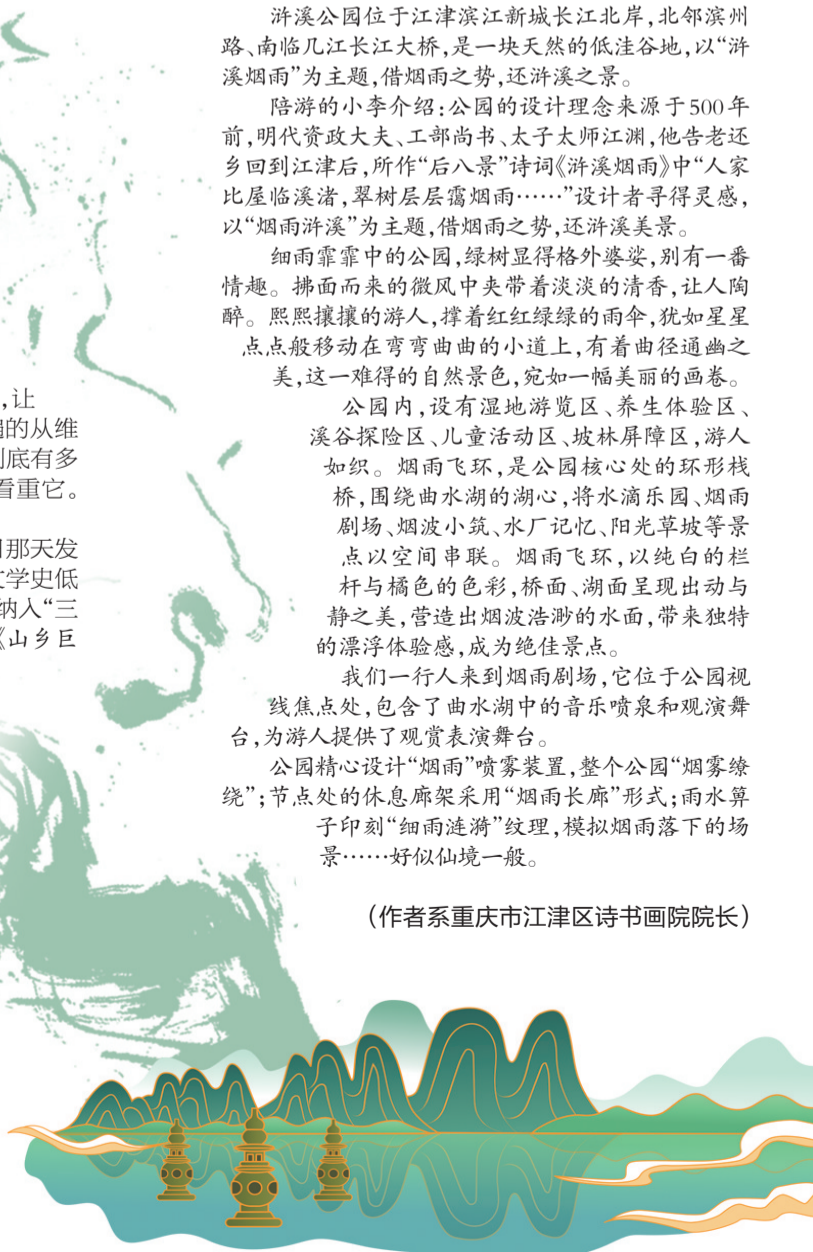 ,让
的从维
到底有多
看重它。
那天发
文学史低
纳入“三
《山乡巨
浒溪公园位于江津滨江新城长江北岸,北邻滨州
路、南临几江长江大桥,是一块天然的低洼谷地,以“浒
溪烟雨”为主题,借烟雨之势,还浒溪之景。
陪游的小李介绍:公园的设计理念来源于500年
前,明代资政大夫、工部尚书、太子太师江渊,他告老还
乡回到江津后,所作“后八景”诗词《浒溪烟雨》中“人家
比屋临溪渚,翠树层层霭烟雨……”设计者寻得灵感,
以“烟雨浒溪”为主题,借烟雨之势,还浒溪美景。
细雨霏霏中的公园,绿树显得格外婆娑,别有一番
情趣。拂面而来的微风中夹带着淡淡的清香,让人陶
醉。熙熙攘攘的游人,撑着红红绿绿的雨伞,犹如星星
点点般移动在弯弯曲曲的小道上,有着曲径通幽之
美,这一难得的自然景色,宛如一幅美丽的画卷。
公园内,设有湿地游览区、养生体验区、
溪谷探险区、儿童活动区、坡林屏障区,游人
如织。烟雨飞环,是公园核心处的环形栈
桥,围绕曲水湖的湖心,将水滴乐园、烟雨
剧场、烟波小筑、水厂记忆、阳光草坡等景
点以空间串联。烟雨飞环,以纯白的栏
杆与橘色的色彩,桥面、湖面呈现出动与
静之美,营造出烟波浩渺的水面,带来独特
的漂浮体验感,成为绝佳景点。
我们一行人来到烟雨剧场,它位于公园视
线焦点处,包含了曲水湖中的音乐喷泉和观演舞
台,为游人提供了观赏表演舞台。
公园精心设计“烟雨”喷雾装置,整个公园“烟雾缭
绕”;节点处的休息廊架采用“烟雨长廊”形式;雨水箅
子印刻“细雨涟漪”纹理,模拟烟雨落下的场
景……好似仙境一般。
(作者系重庆市江津区诗书画院院长)